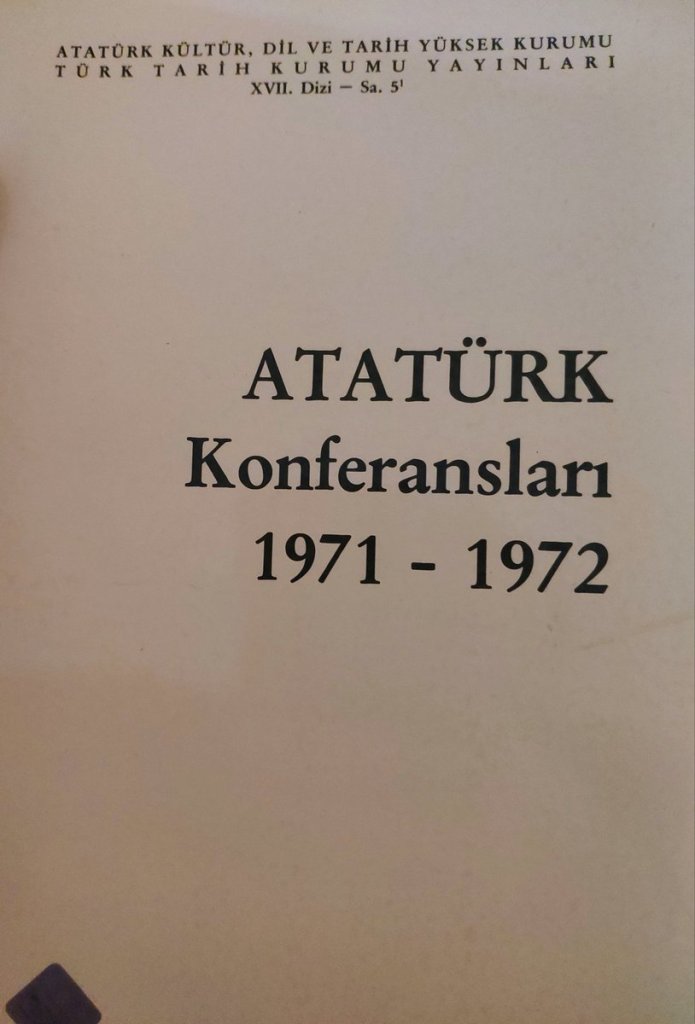 ATATÜRK KÜLTÜR, DİL VE TARİH YÜKSEK KURUMU
TÜRK TARİH KURUMU YAYINLARI
XVII. Dizi — Sa. 5¹
ATATÜRK
Konferansları
1971 - 1972